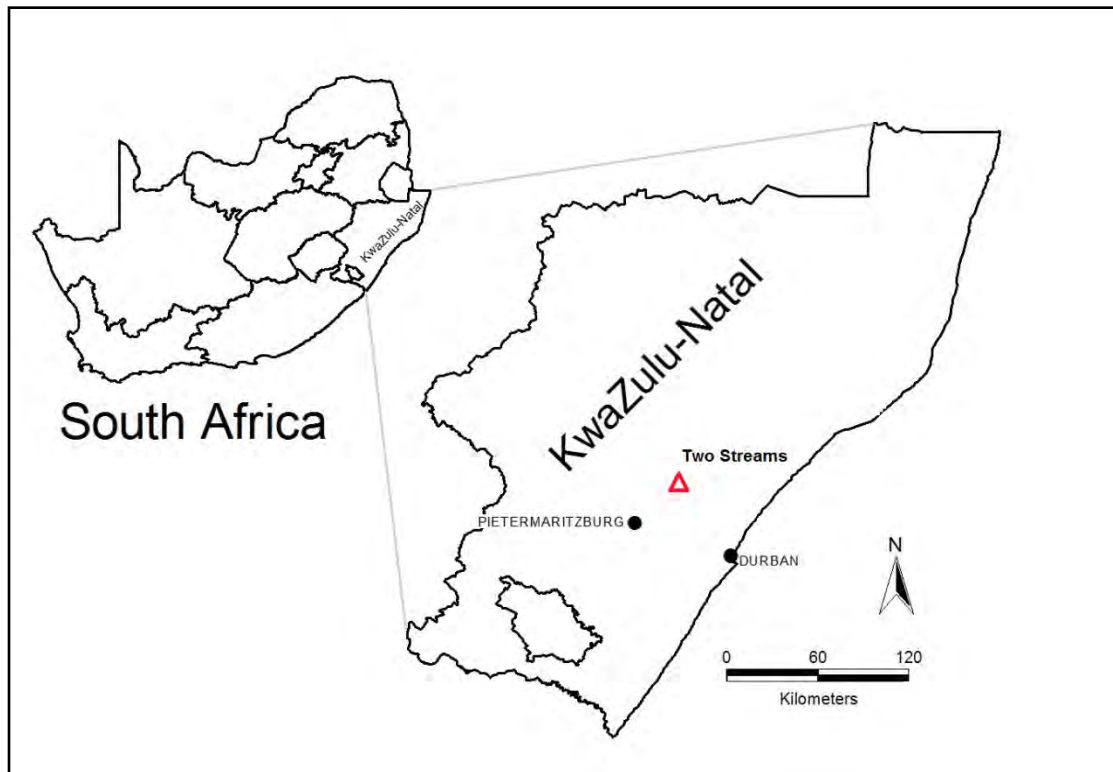 KwaZulu-Natal
South Africa
KwaZulu-Natal
Two Streams
PIETERMARITZBURG
DURBAN
N
0 60 120
Kilometers